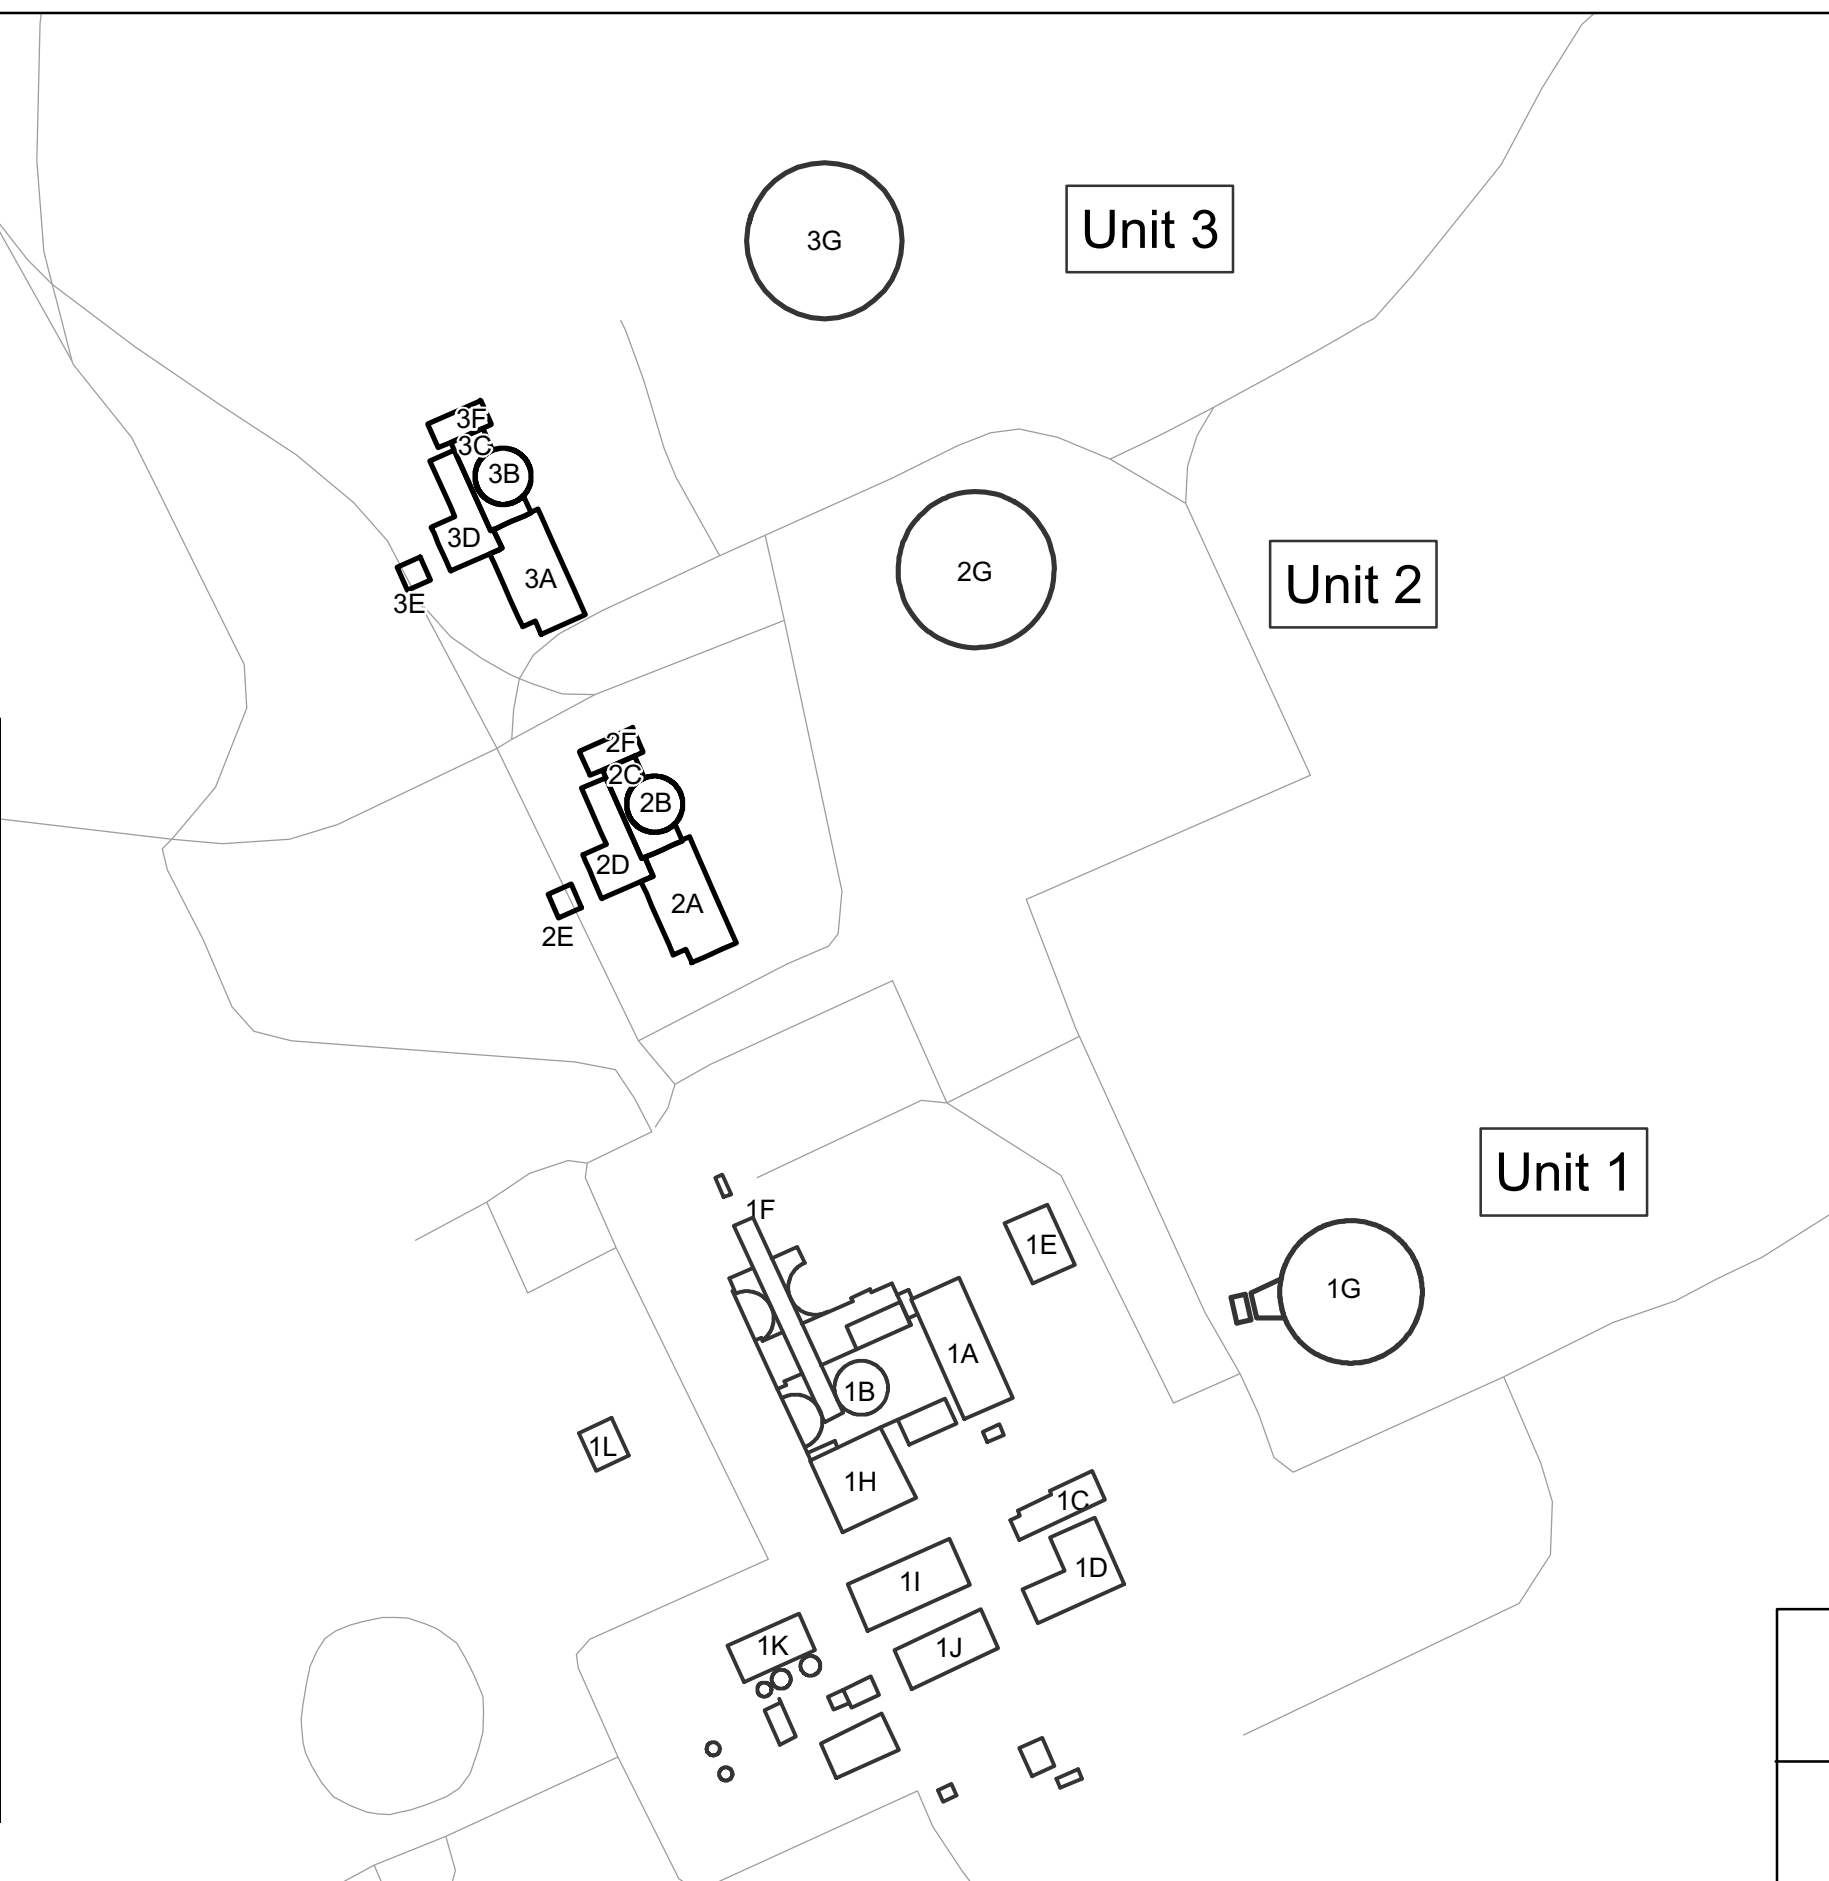 3G
Unit 3
3F
3C
3B
3D
3A
3E
2G
Unit 2
2F
2C
2B
2D
2A
2E
Unit 1
1F
1E
1G
1A
1B
1L
1H
1C
1D
1I
1K
1J